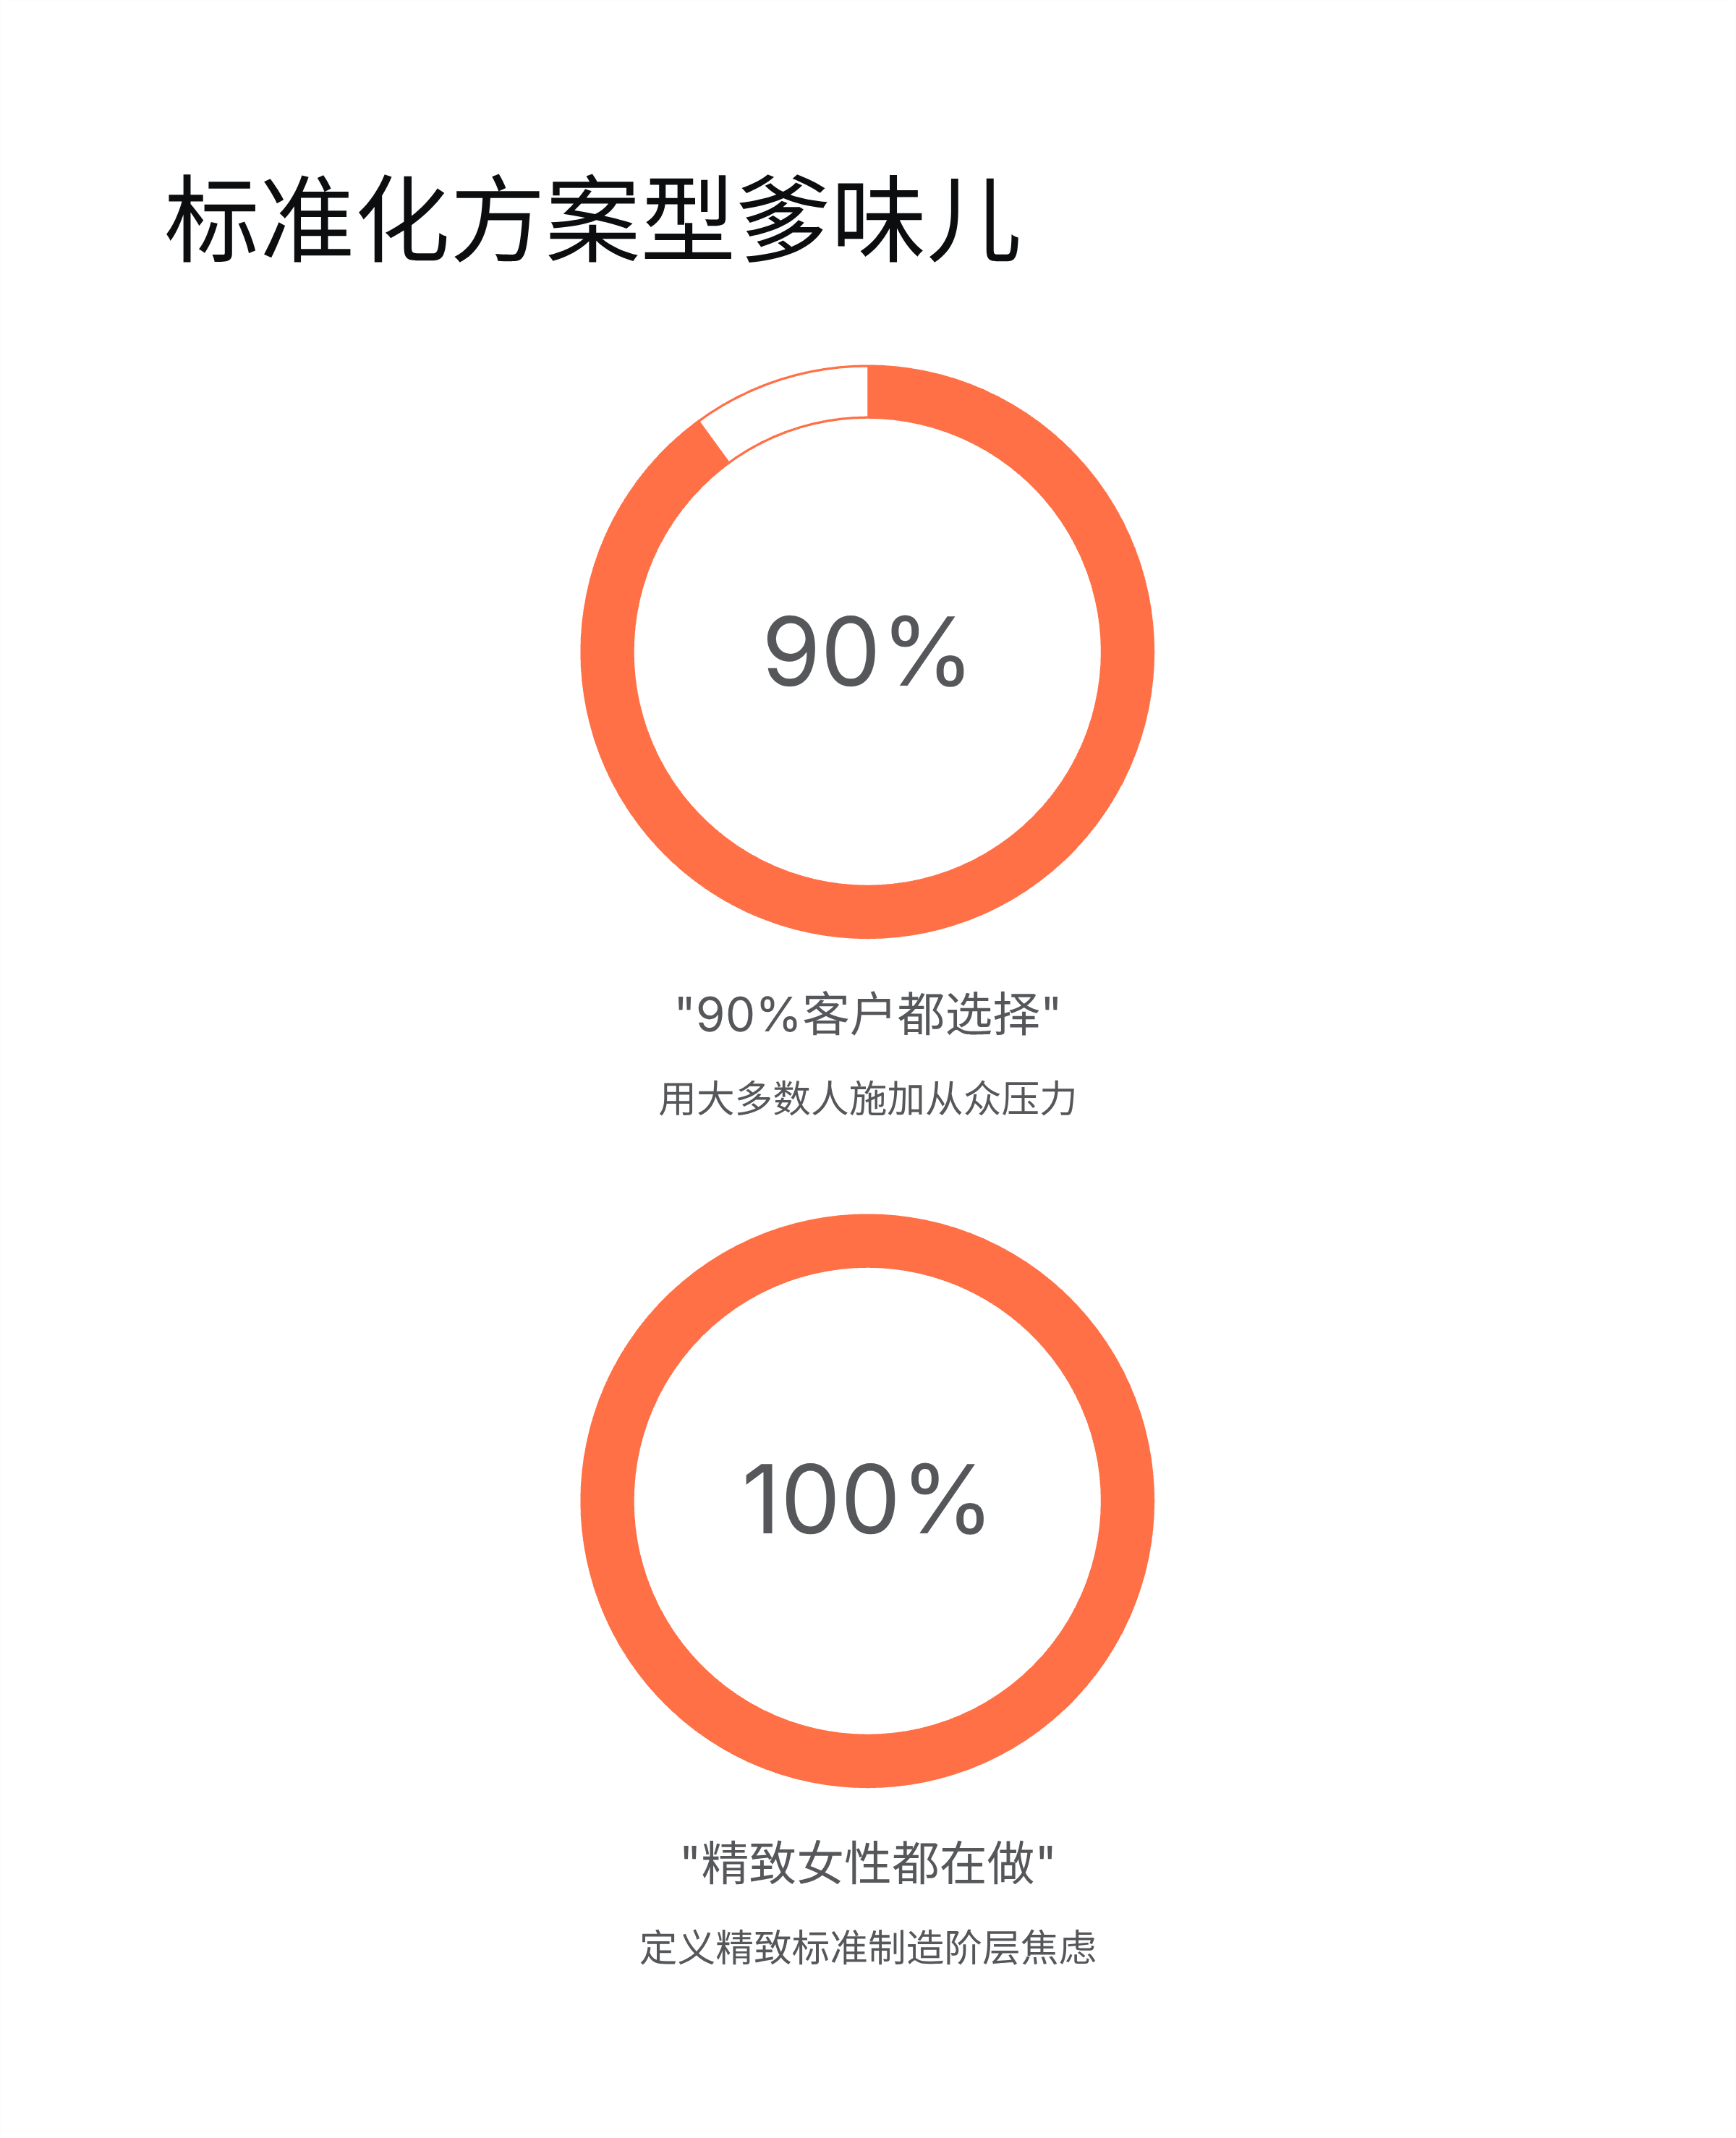 标准化方案型爹味儿
90%
"90%客户都选择"
用大多数人施加从众压力
100%
"精致女性都在做"
定义精致标准制造阶层焦虑